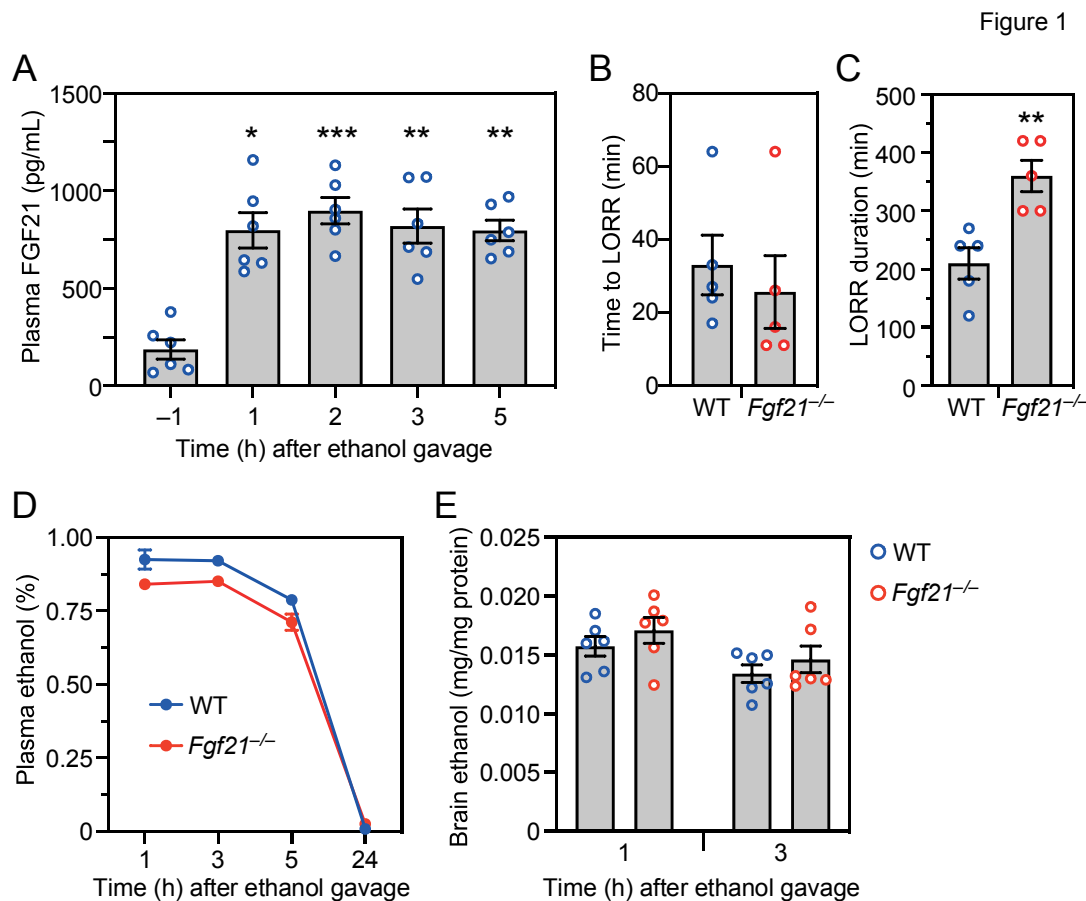 Figure 1
A
Plasma FGF21 (pg/mL)
1500
1000
500
0
*
***
**
**
–1
1
2
3
5
Time (h) after ethanol gavage
B
Time to LORR (min)
80
60
40
20
0
WT
Fgf21–/–
C
LORR duration (min)
500
400
300
200
100
0
**
WT
Fgf21–/–
D
Plasma ethanol (%)
1.00
0.75
0.50
0.25
0
WT
Fgf21–/–
1
3
5
24
Time (h) after ethanol gavage
E
Brain ethanol (mg/mg protein)
0.025
0.020
0.015
0.010
0.005
0
1
3
Time (h) after ethanol gavage
WT
Fgf21–/–